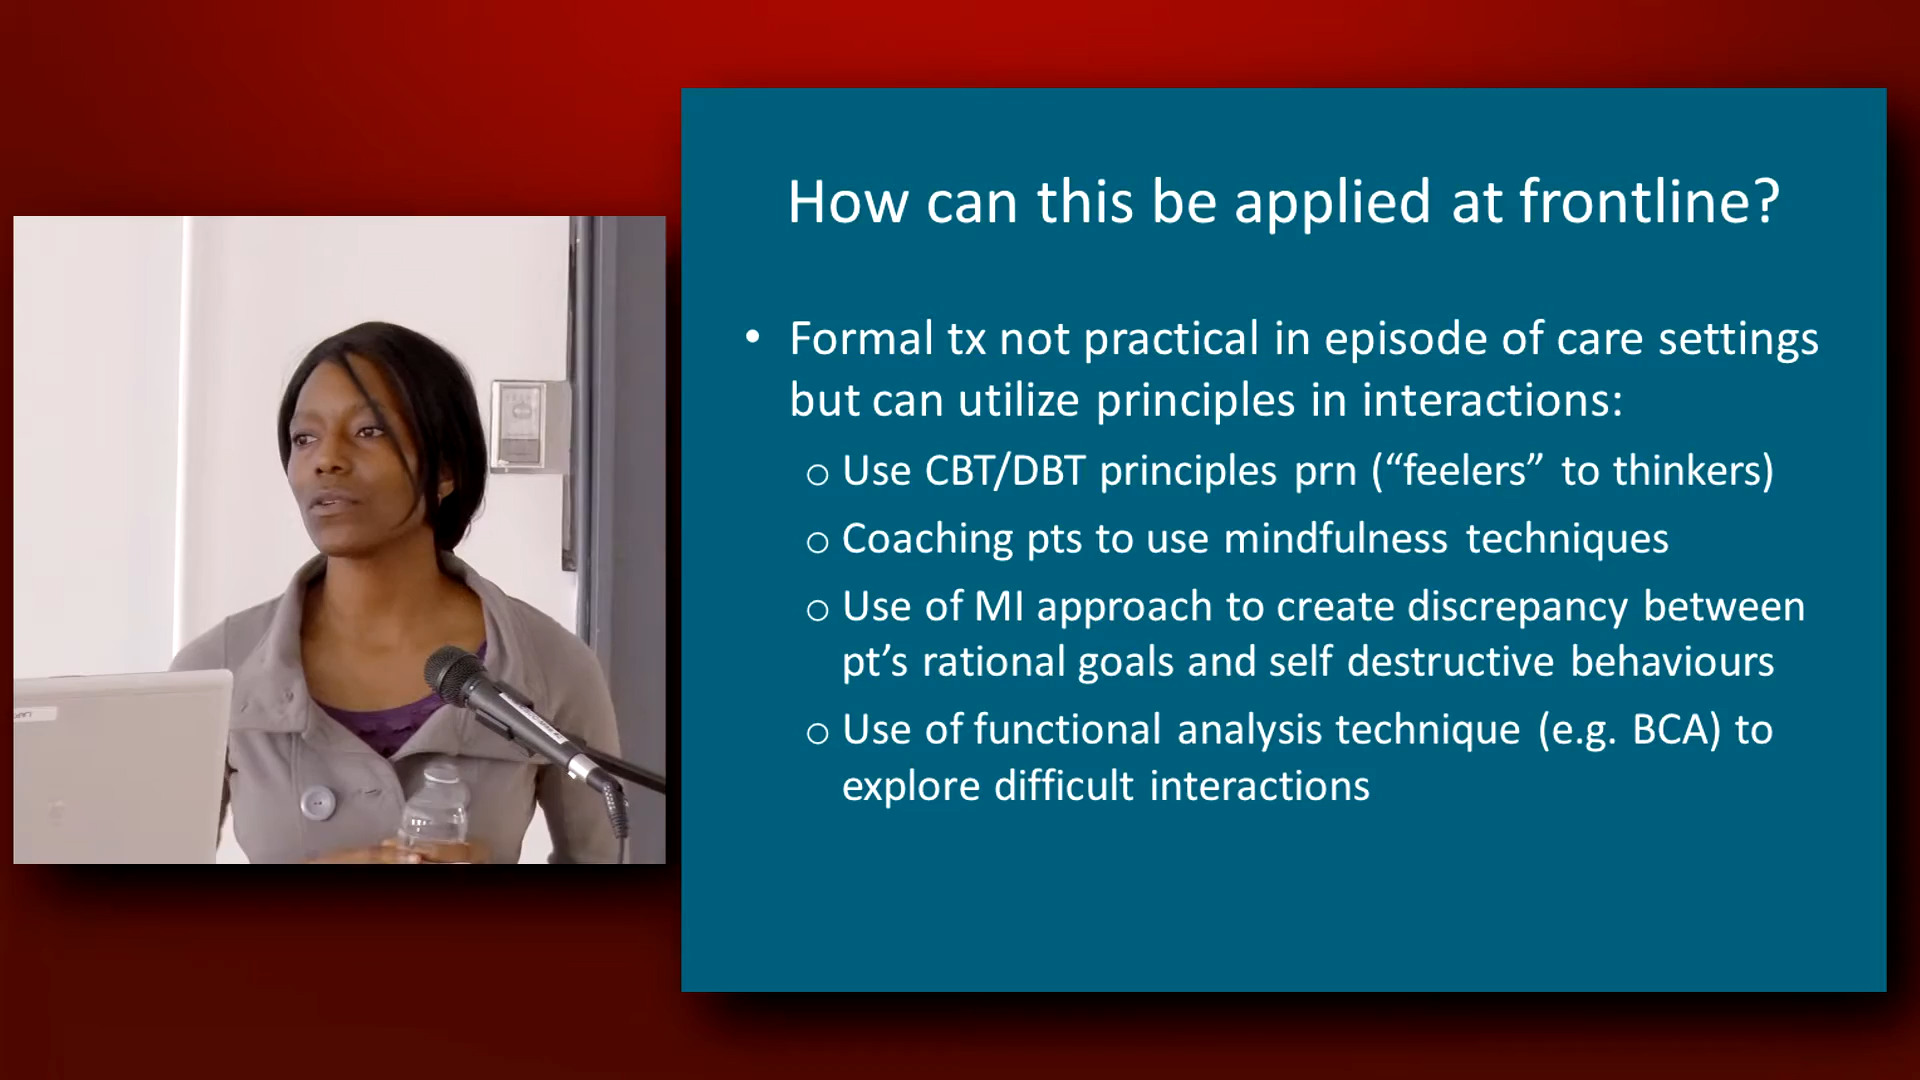 How can this be applied at frontline?
• Formal tx not practical in episode of care settings
but can utilize principles in interactions:
o Use CBT/DBT principles prn (“feelers” to thinkers)
o Coaching pts to use mindfulness techniques
o Use of MI approach to create discrepancy between
pt’s rational goals and self destructive behaviours
o Use of functional analysis technique (e.g. BCA) to
explore difficult interactions